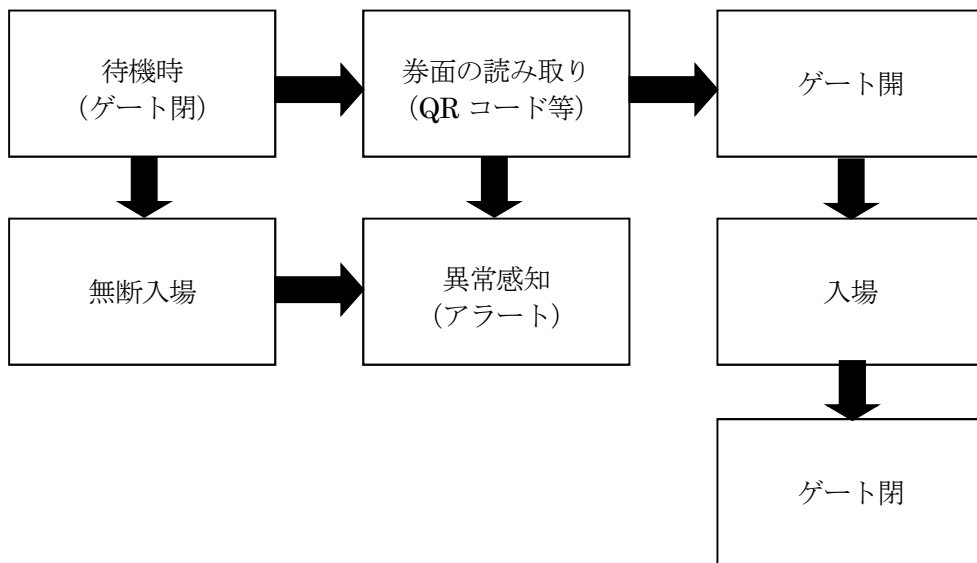 待機時
（ゲート閉）
券面の読み取り
（QR コード等）
ゲート開
無断入場
異常感知
（アラート）
入場
ゲート閉